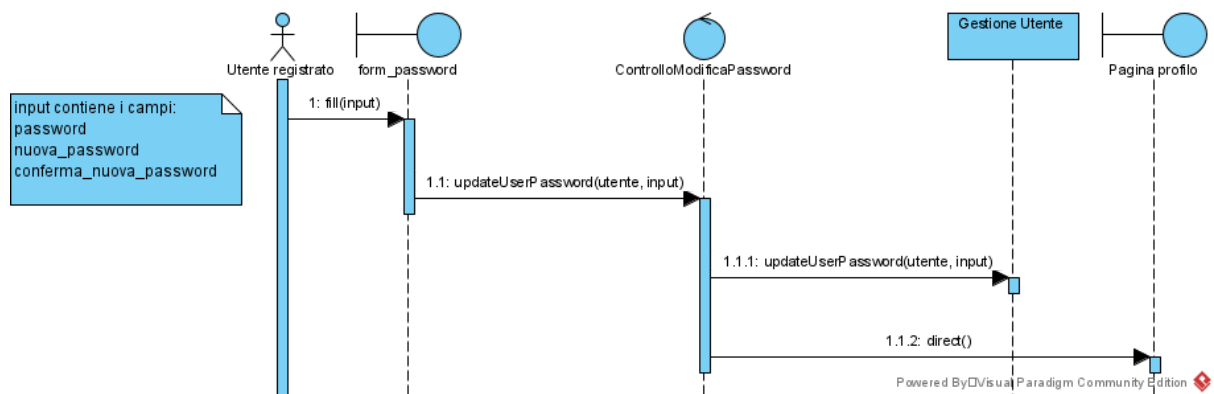 Utente registrato
form_password
ControlloModificaPassword
Gestione Utente
Pagina profilo
input contiene i campi:
password
nuova_password
conferma_nuova_password
1: fill(input)
1.1: updateUserPassword(utente, input)
1.1.1: updateUserPassword(utente, input)
1.1.2: direct()
Powered By□Visual Paradigm Community Edition